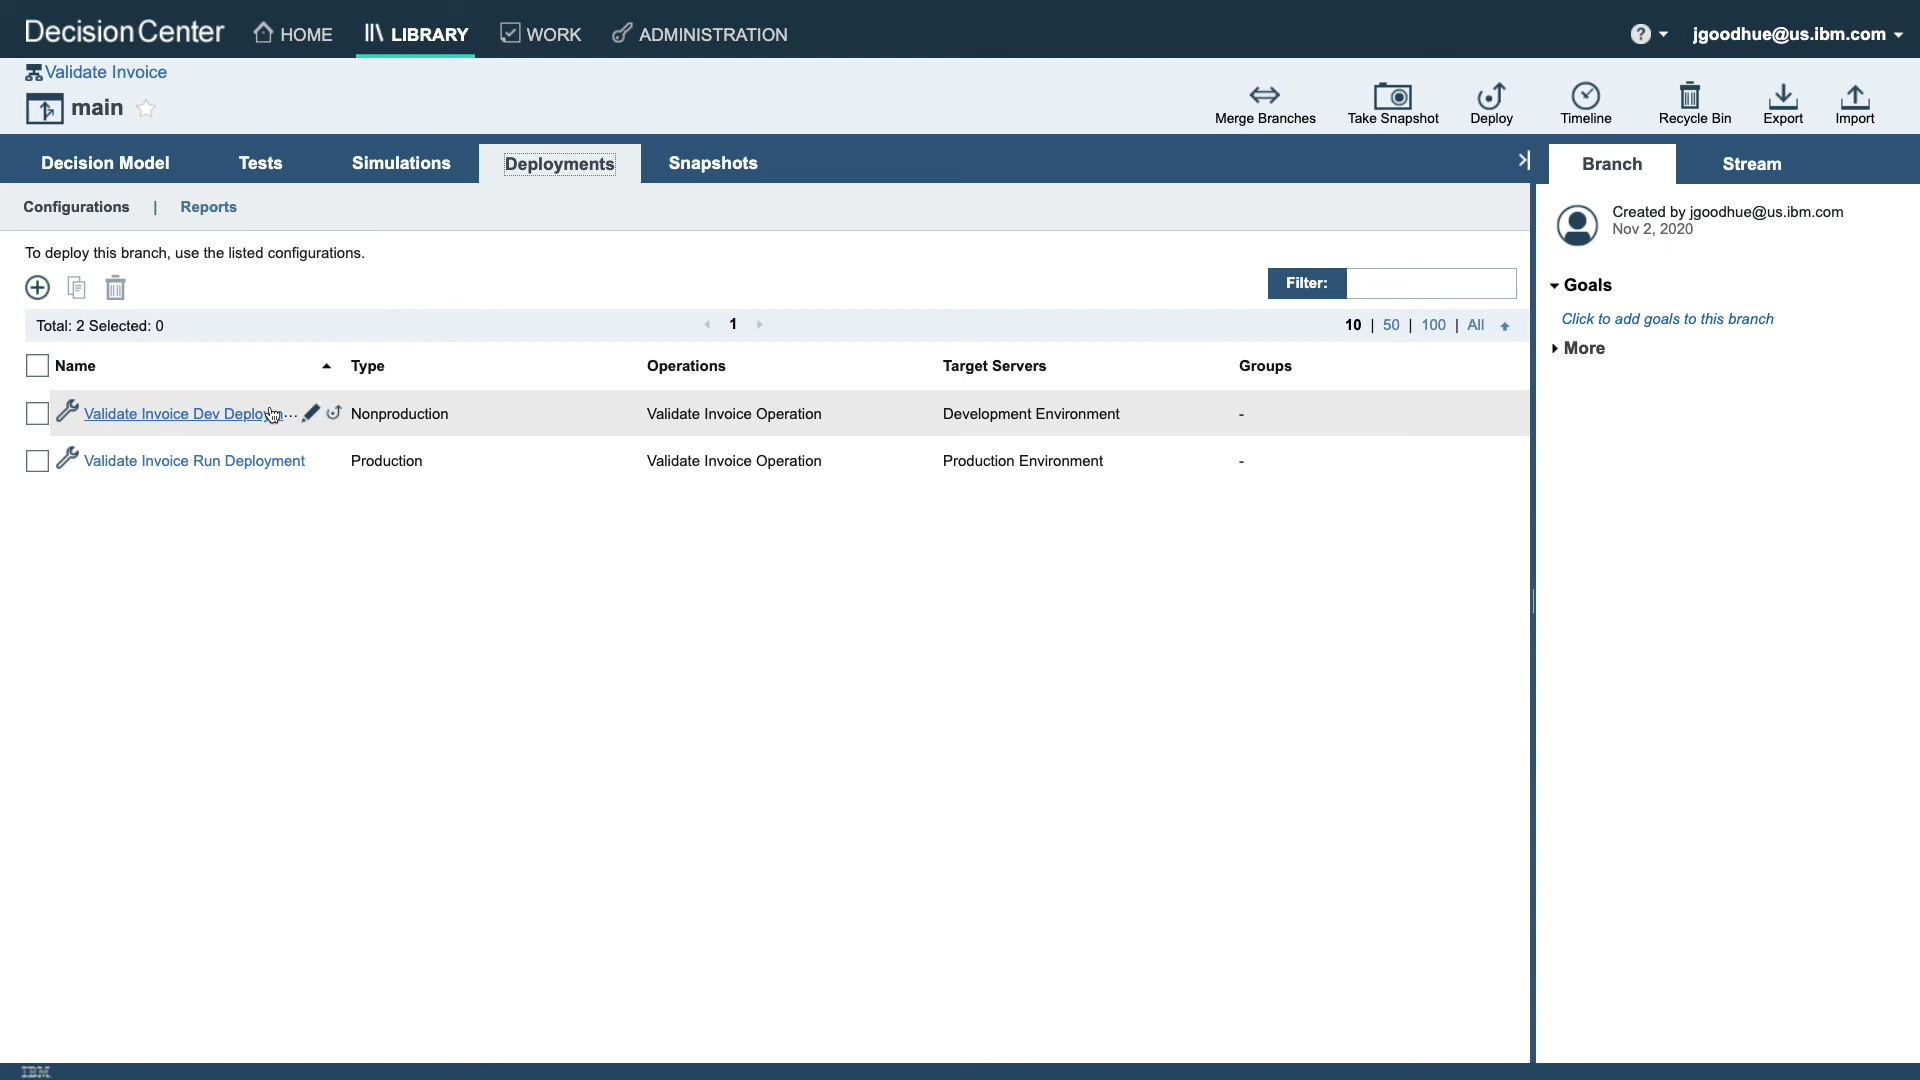 Decision Center HOME LIBRARY WORK ADMINISTRATION ? jgoodhue@us.ibm.com
Validate Invoice
main
Merge Branches Take Snapshot Deploy Timeline Recycle Bin Export Import
Decision Model Tests Simulations Deployments Snapshots Branch Stream
Configurations | Reports
Created by jgoodhue@us.ibm.com
Nov 2, 2020
To deploy this branch, use the listed configurations.
Filter:
Goals
Click to add goals to this branch
More
Total: 2 Selected: 0 1 10 | 50 | 100 | All
Name Type Operations Target Servers Groups
Validate Invoice Dev Deploym... Nonproduction Validate Invoice Operation Development Environment -
Validate Invoice Run Deployment Production Validate Invoice Operation Production Environment -
IBM